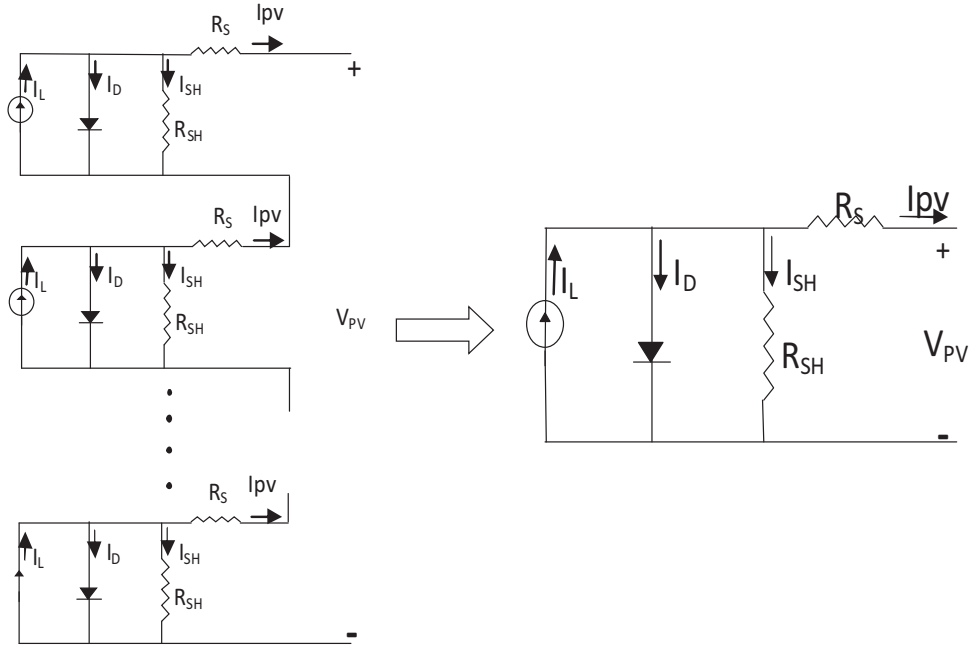 R_S Ipv
+
I_L I_D I_SH
R_SH
R_S Ipv
I_L I_D I_SH
R_SH
V_PV
R_S Ipv
I_L I_D I_SH
R_SH
-
R_S Ipv
+
I_L I_D I_SH
R_SH
V_PV
-